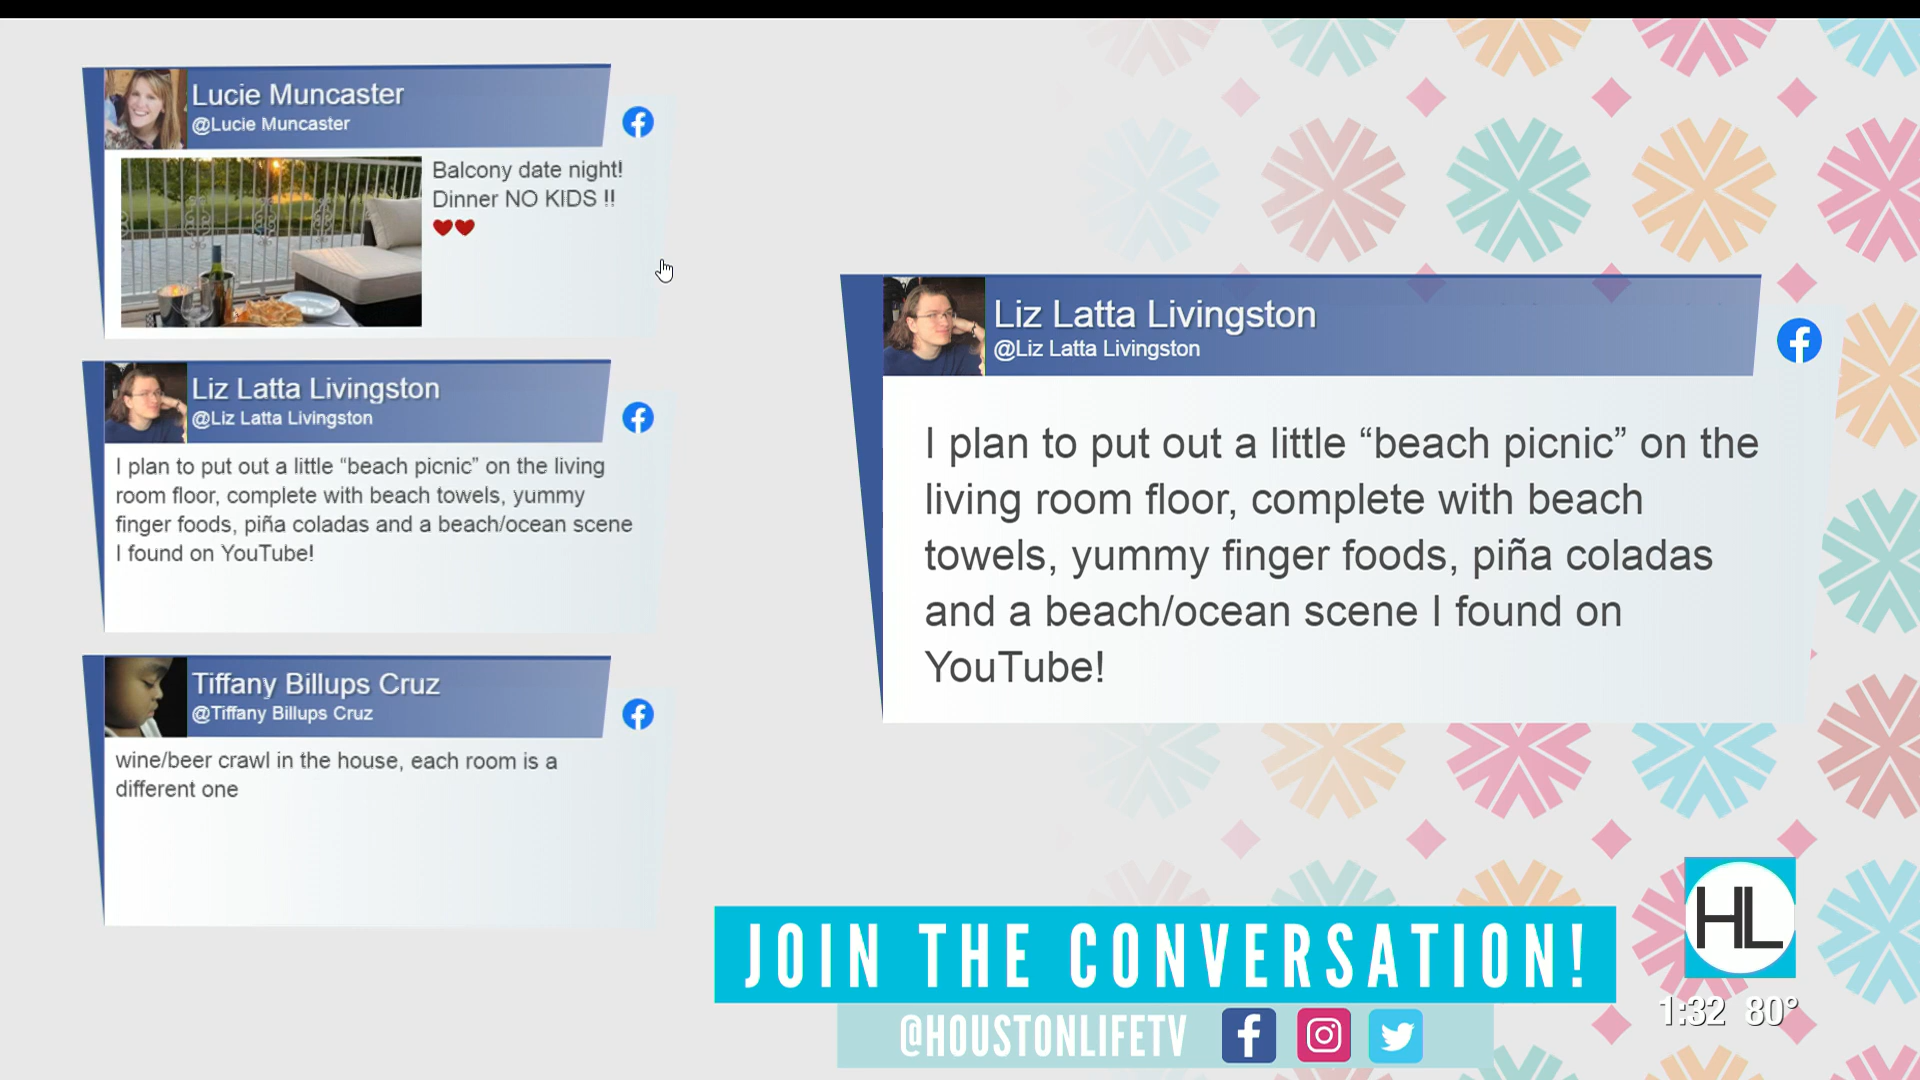 Lucie Muncaster
@Lucie Muncaster
Balcony date night!
Dinner NO KIDS !!
Liz Latta Livingston
@Liz Latta Livingston
I plan to put out a little “beach picnic” on the living
room floor, complete with beach towels, yummy
finger foods, piña coladas and a beach/ocean scene
I found on YouTube!
Tiffany Billups Cruz
@Tiffany Billups Cruz
wine/beer crawl in the house, each room is a
different one
Liz Latta Livingston
@Liz Latta Livingston
I plan to put out a little “beach picnic” on the
living room floor, complete with beach
towels, yummy finger foods, piña coladas
and a beach/ocean scene I found on
YouTube!
JOIN THE CONVERSATION!
@HOUSTONLIFETV
HL
1:32 80°